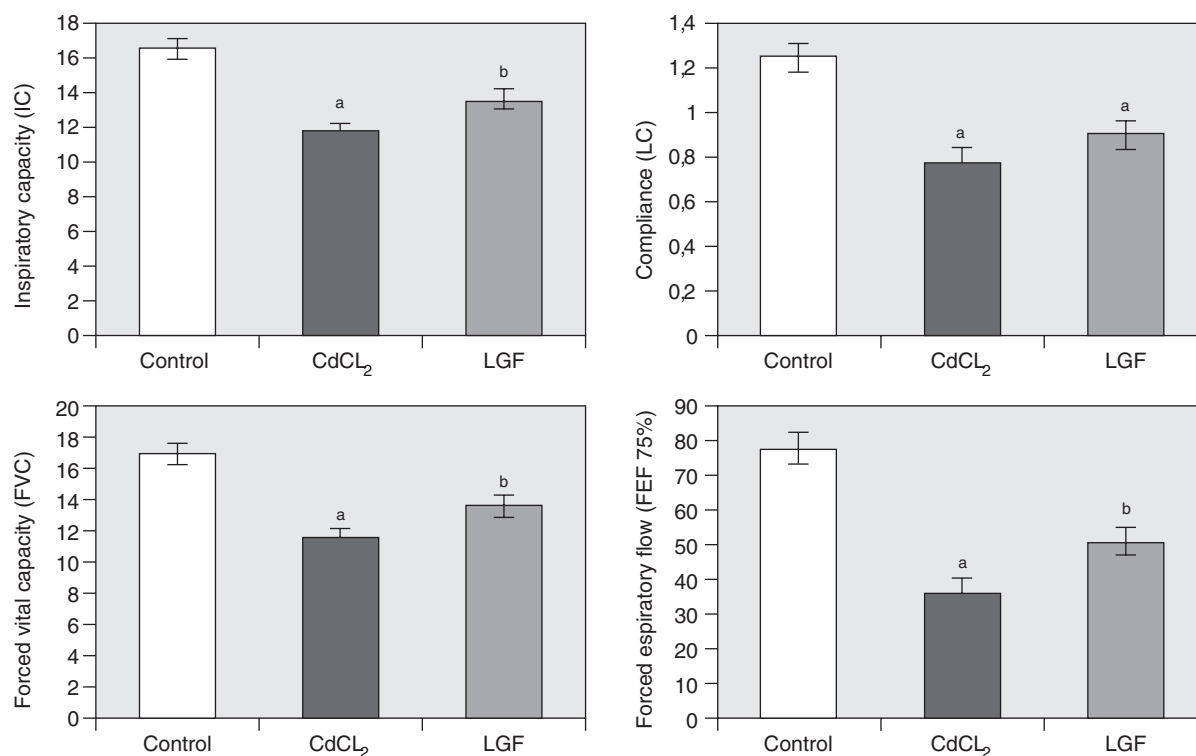 Inspiratory capacity (IC)
18
16
14
12
10
8
6
4
2
0
a
b
Control
CdCL2
LGF
Compliance (LC)
1,4
1,2
1
0,8
0,6
0,4
0,2
0
a
a
Control
CdCL2
LGF
Forced vital capacity (FVC)
20
18
16
14
12
10
8
6
4
2
0
a
b
Control
CdCL2
LGF
Forced espiratory flow (FEF 75%)
90
80
70
60
50
40
30
20
10
0
a
b
Control
CdCL2
LGF